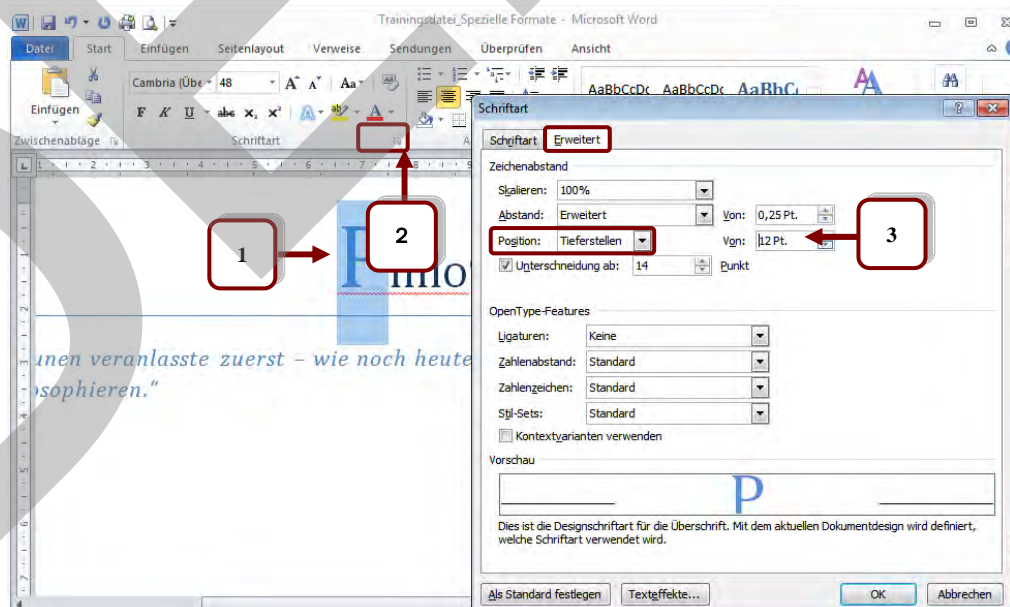 Trainingsdatei_Spezielle Formate - Microsoft Word
Datei Start Einfügen Seitenlayout Verweise Sendungen Überprüfen Ansicht
Einfügen
Cambria (Übe 48
F K U abe x₂ x²
AaBbCcDc AaBbCcDc AaBbC
Zwischenablage Schriftart
Schriftart
Schriftart Erweitert
Zeichenabstand
Skalieren: 100%
Abstand: Erweitert Von: 0,25 Pt.
Position: Tieferstellen Von: 12 Pt.
Unterschneidung ab: 14 Punkt
OpenType-Features
Ligaturen: Keine
Zahlenabstand: Standard
Zahlenzeichen: Standard
Stil-Sets: Standard
Kontextvarianten verwenden
Vorschau
P
Dies ist die Designschriftart für die Überschrift. Mit dem aktuellen Dokumentdesign wird definiert,
welche Schriftart verwendet wird.
Als Standard festlegen Texteffekte... OK Abbrechen
1
2
3
unen veranlasste zuerst – wie noch heute
osophieren.“